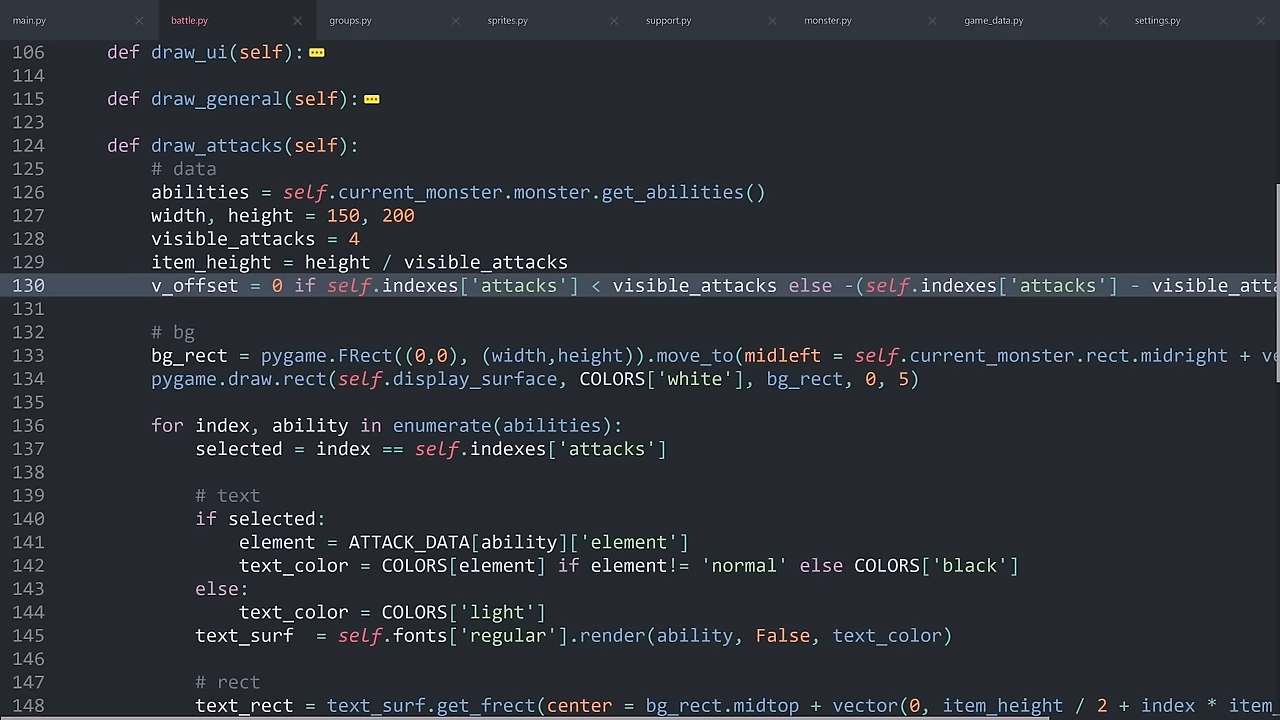 main.py battle.py groups.py sprites.py support.py monster.py game_data.py settings.py
106 def draw_ui(self):
114
115 def draw_general(self):
123
124 def draw_attacks(self):
125 # data
126 abilities = self.current_monster.monster.get_abilities()
127 width, height = 150, 200
128 visible_attacks = 4
129 item_height = height / visible_attacks
130 v_offset = 0 if self.indexes['attacks'] < visible_attacks else -(self.indexes['attacks'] -
131
132 # bg
133 bg_rect = pygame.FRect((0,0), (width,height)).move_to(midleft = self.current_monster.rect.midright +
134 pygame.draw.rect(self.display_surface, COLORS['white'], bg_rect, 0, 5)
135
136 for index, ability in enumerate(abilities):
137 selected = index == self.indexes['attacks']
138
139 # text
140 if selected:
141 element = ATTACK_DATA[ability]['element']
142 text_color = COLORS[element] if element!= 'normal' else COLORS['black']
143 else:
144 text_color = COLORS['light']
145 text_surf  = self.fonts['regular'].render(ability, False, text_color)
146
147 # rect
148 text_rect = text_surf.get_frect(center = bg_rect.midtop + vector(0, item_height / 2 + index * item_